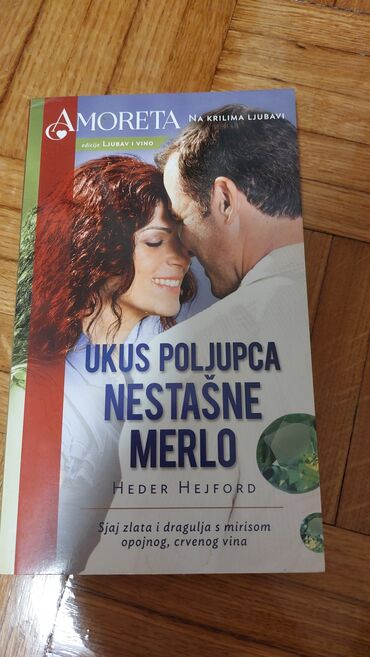 AMORETA NA KRILIMA LJUBAVI
edicija LJUBAV I VINO
UKUS POLJUPCA
NESTAŠNE
MERLO
HEDER HEJFORD
Sjaj zlata i dragulja s mirisom
opojnog, crvenog vina